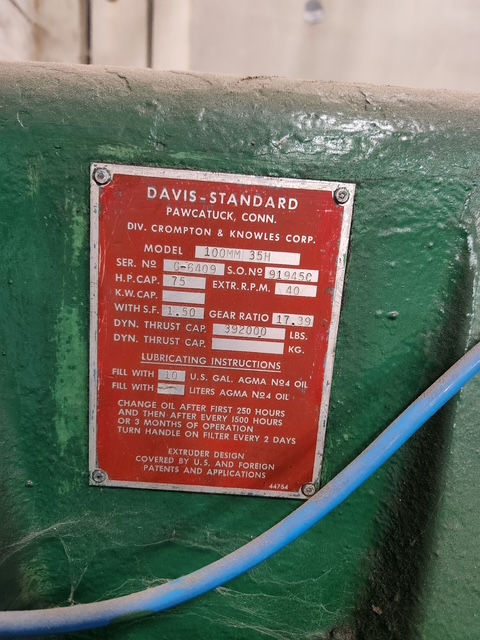 DAVIS-STANDARD
PAWCATUCK, CONN.
DIV. CROMPTON & KNOWLES CORP.
MODEL 100MM 35H
SER. Nº G-6409 S.O.Nº 91945C
H.P.CAP. 75 EXTR.R.P.M. 40
K.W.CAP.
WITH S.F. 1.50 GEAR RATIO 17.39
DYN. THRUST CAP. 392000 LBS.
DYN. THRUST CAP. KG.
LUBRICATING INSTRUCTIONS
FILL WITH 10 U.S. GAL. AGMA Nº4 OIL
FILL WITH LITERS AGMA Nº4 OIL
CHANGE OIL AFTER FIRST 250 HOURS
AND THEN AFTER EVERY 1500 HOURS
OR 3 MONTHS OF OPERATION
TURN HANDLE ON FILTER EVERY 2 DAYS
EXTRUDER DESIGN
COVERED BY U.S. AND FOREIGN
PATENTS AND APPLICATIONS
44754